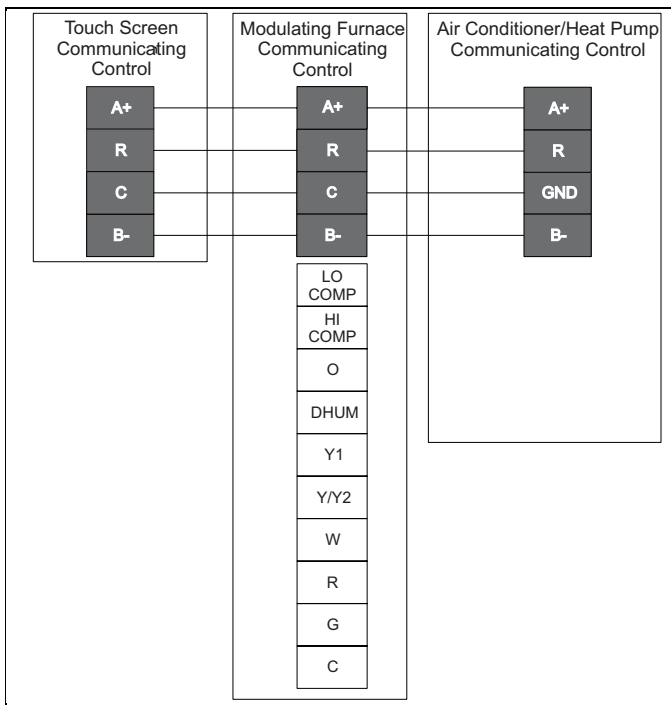 Touch Screen
Communicating
Control
A+
R
C
B-
Modulating Furnace
Communicating
Control
A+
R
C
B-
LO
COMP
HI
COMP
O
DHUM
Y1
Y/Y2
W
R
G
C
Air Conditioner/Heat Pump
Communicating Control
A+
R
GND
B-